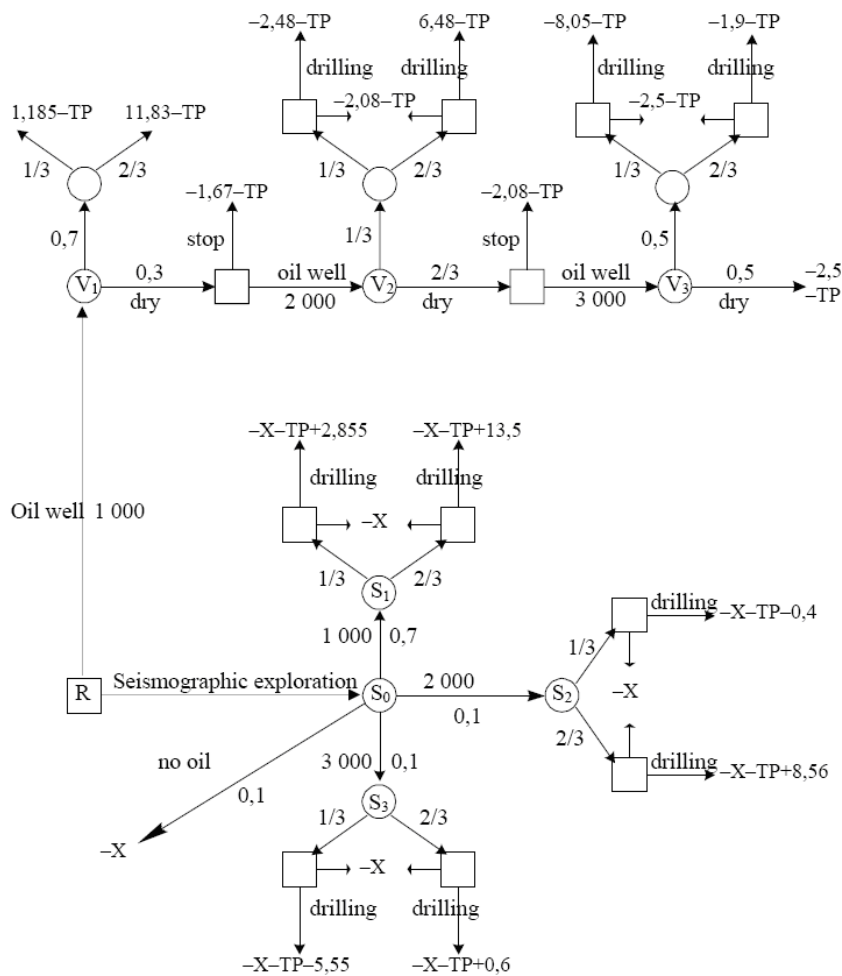 –2,48–TP 6,48–TP –8,05–TP –1,9–TP
drilling drilling drilling drilling
–2,08–TP –2,5–TP
1,185–TP 11,83–TP
1/3 2/3 1/3 2/3 1/3 2/3
–1,67–TP –2,08–TP
0,7 stop 1/3 stop 0,5
V1 0,3 oil well V2 2/3 oil well V3 0,5 –2,5
dry 2 000 dry 3 000 dry –TP
–X–TP+2,855 –X–TP+13,5
drilling drilling
Oil well 1 000
–X
1/3 2/3
S1
drilling –X–TP–0,4
1 000 0,7
1/3
R Seismographic exploration S0 2 000 S2 –X
0,1
2/3
no oil 3 000 0,1
drilling –X–TP+8,56
0,1
S3
1/3 2/3
–X
–X
drilling drilling
–X–TP–5,55 –X–TP+0,6